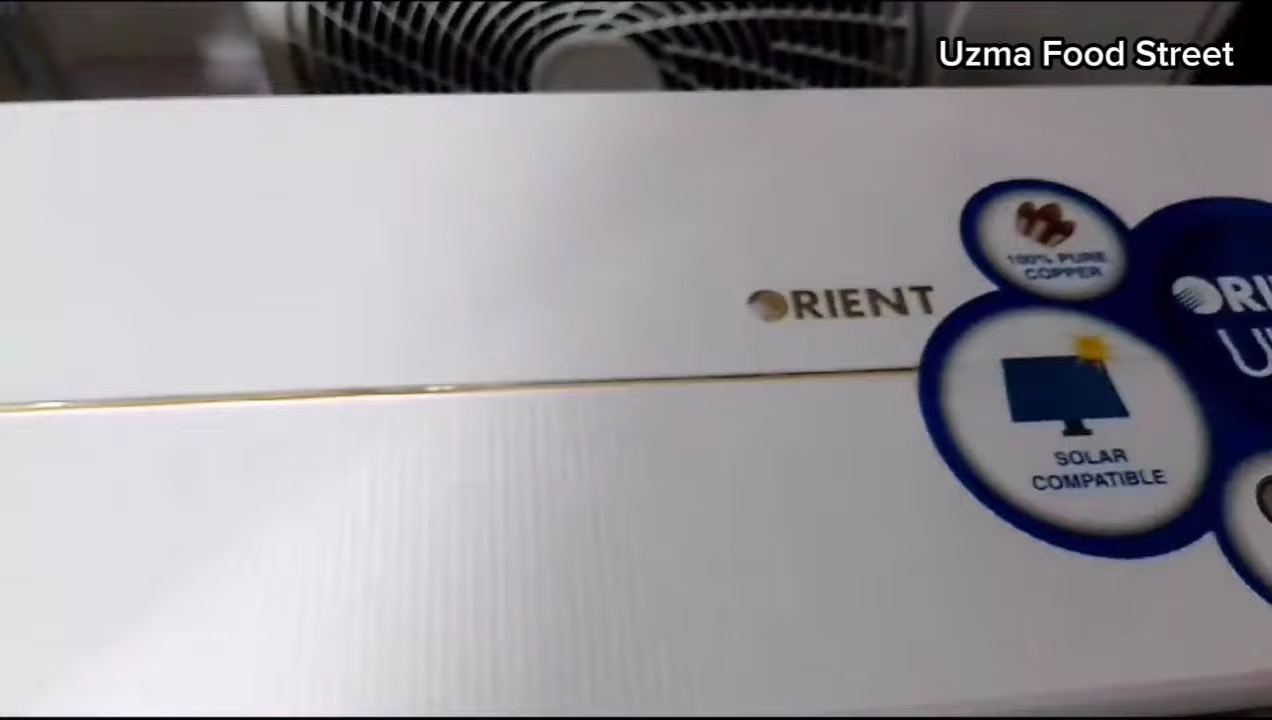 Uzma Food Street
100% PURE
COPPER
ORIENT
SOLAR
COMPATIBLE